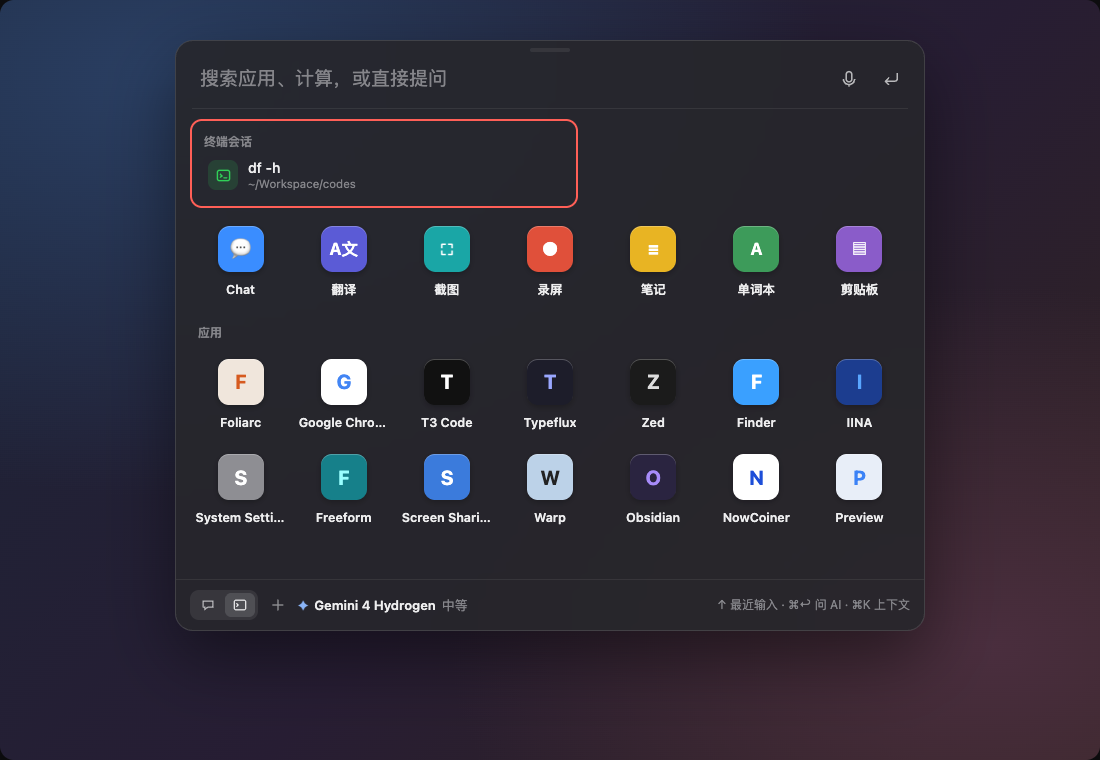 搜索应用、计算，或直接提问
终端会话
df -h
~/Workspace/codes
A文
A
Chat
翻译
截图
录屏
笔记
单词本
剪贴板
应用
F
G
T
T
Z
F
I
Foliarc
Google Chro...
T3 Code
Typeflux
Zed
Finder
IINA
S
F
S
W
O
N
P
System Setti...
Freeform
Screen Shari...
Warp
Obsidian
NowCoiner
Preview
Gemini 4 Hydrogen 中等
↑ 最近输入 · ⌘↩ 问 AI · ⌘K 上下文